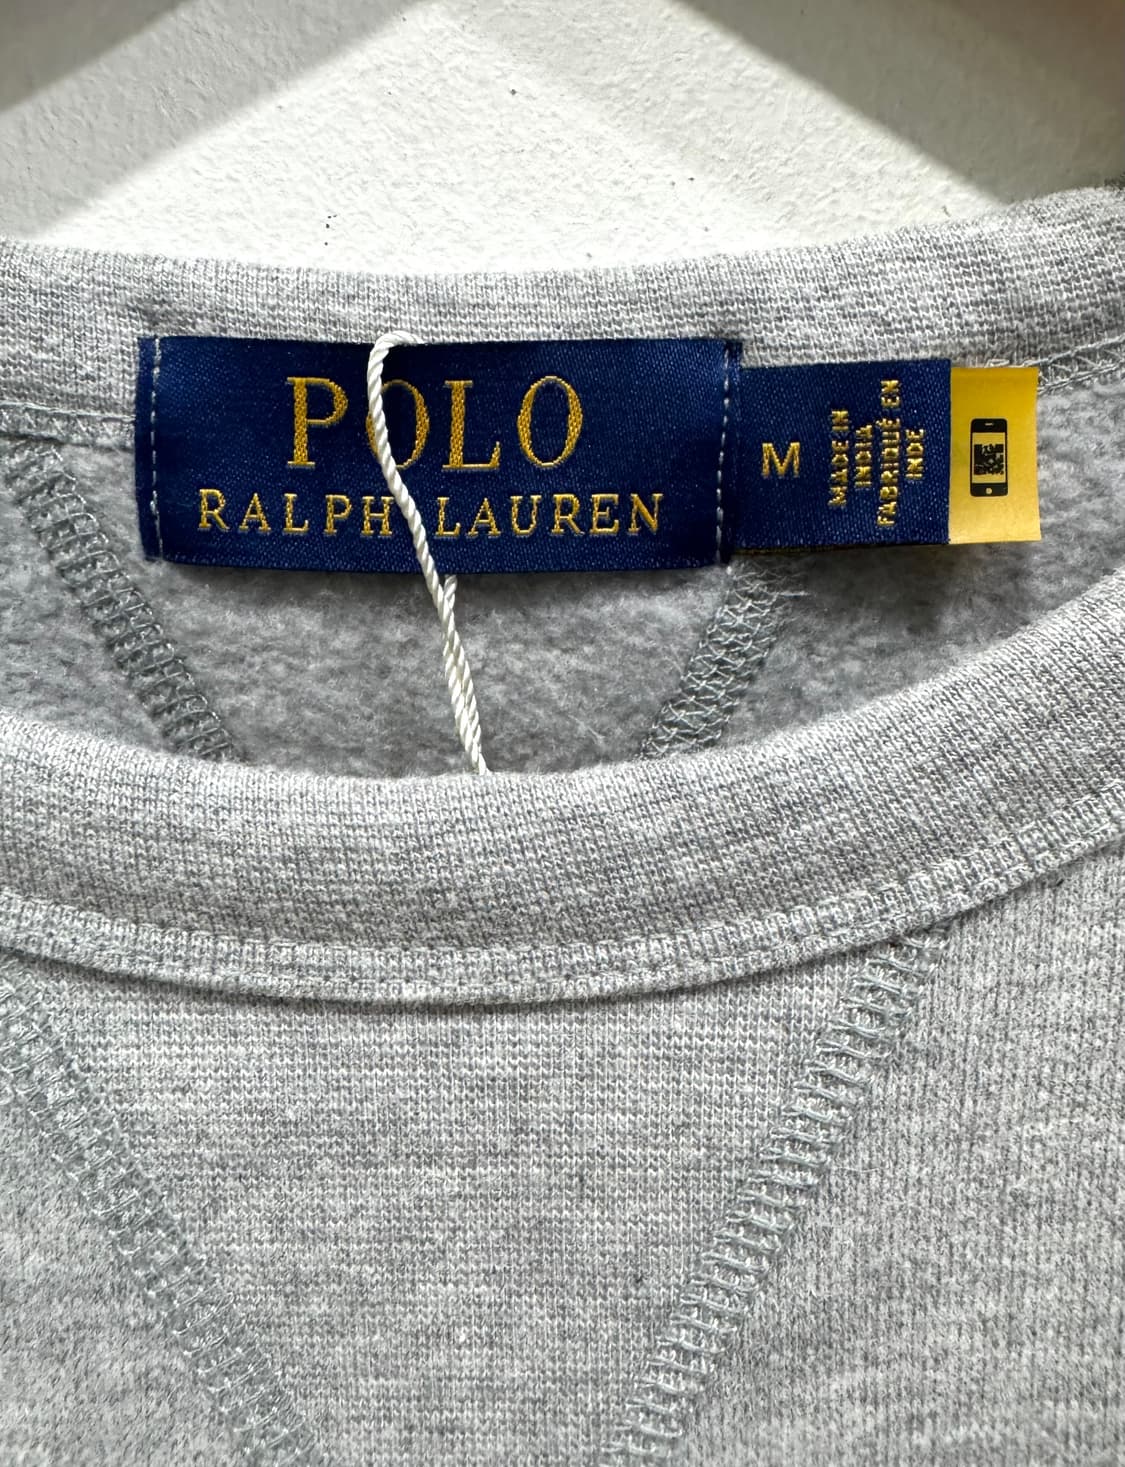 POLO
RALPH LAUREN
M
MADE IN
INDIA
FABRIQUÉ EN
INDE